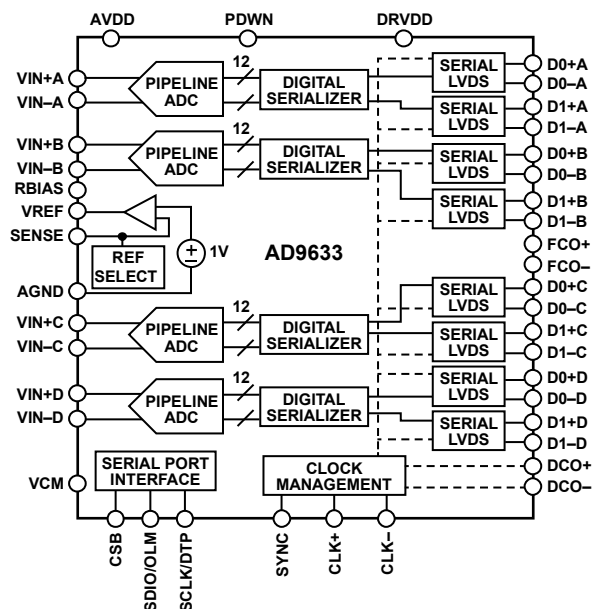 AVDD
PDWN
DRVDD
VIN+A
VIN–A
PIPELINE
ADC
12
DIGITAL
SERIALIZER
SERIAL
LVDS
D0+A
D0–A
SERIAL
LVDS
D1+A
D1–A
VIN+B
VIN–B
PIPELINE
ADC
12
DIGITAL
SERIALIZER
SERIAL
LVDS
D0+B
D0–B
SERIAL
LVDS
D1+B
D1–B
RBIAS
VREF
SENSE
REF
SELECT
1V
AD9633
FCO+
FCO–
AGND
VIN+C
VIN–C
PIPELINE
ADC
12
DIGITAL
SERIALIZER
SERIAL
LVDS
D0+C
D0–C
SERIAL
LVDS
D1+C
D1–C
VIN+D
VIN–D
PIPELINE
ADC
12
DIGITAL
SERIALIZER
SERIAL
LVDS
D0+D
D0–D
SERIAL
LVDS
D1+D
D1–D
VCM
SERIAL PORT
INTERFACE
CLOCK
MANAGEMENT
DCO+
DCO–
CSB
SDIO/OLM
SCLK/DTP
SYNC
CLK+
CLK–